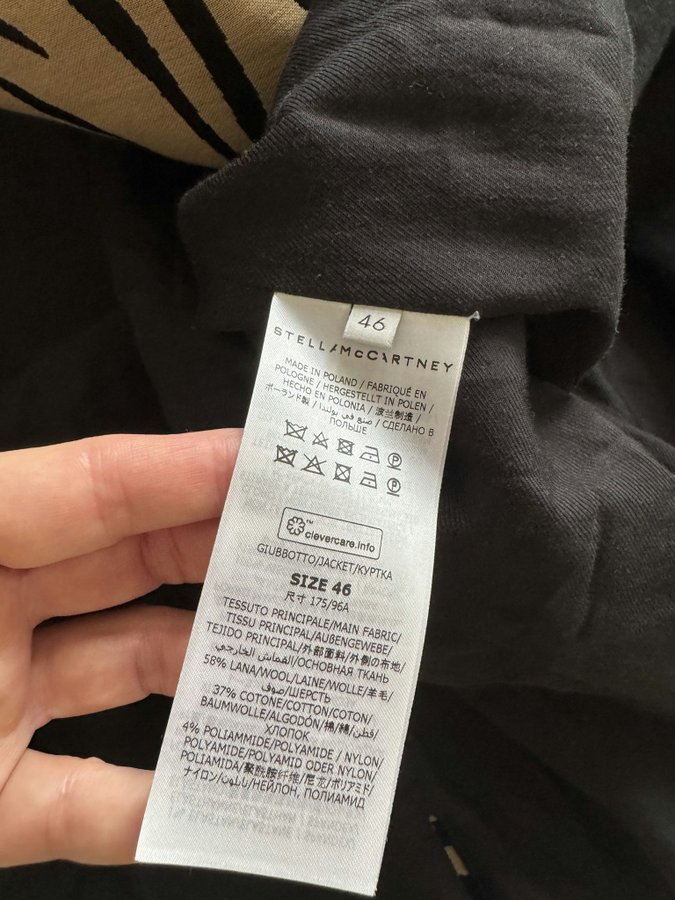 46
STELLA McCARTNEY
MADE IN POLAND / FABRIQUÉ EN
POLOGNE / HERGESTELLT IN POLEN /
HECHO EN POLONIA / 波兰制造 /
ポーランド製 / صنع في بولندا / СДЕЛАНО В
ПОЛЬШЕ
clevercare.info
GIUBBOTTO/JACKET/КУРТКА
SIZE 46
尺寸 175/96A
TESSUTO PRINCIPALE/MAIN FABRIC/
TISSU PRINCIPAL/AUßENGEWEBE/
TEJIDO PRINCIPAL/外部面料/外側の布地/
القماش الخارجي/ОСНОВНАЯ ТКАНЬ
58% LANA/WOOL/LAINE/WOLLE/羊毛/
صوف/ШЕРСТЬ
37% COTONE/COTTON/COTON/
BAUMWOLLE/ALGODÓN/棉/綿/قطن/
ХЛОПОК
4% POLIAMMIDE/POLYAMIDE / NYLON/
POLYAMIDE/POLYAMID ODER NYLON/
POLIAMIDA/聚酰胺纤维/尼龙/ポリアミド/
ナイロン/نايلون/НЕЙЛОН, ПОЛИАМИД